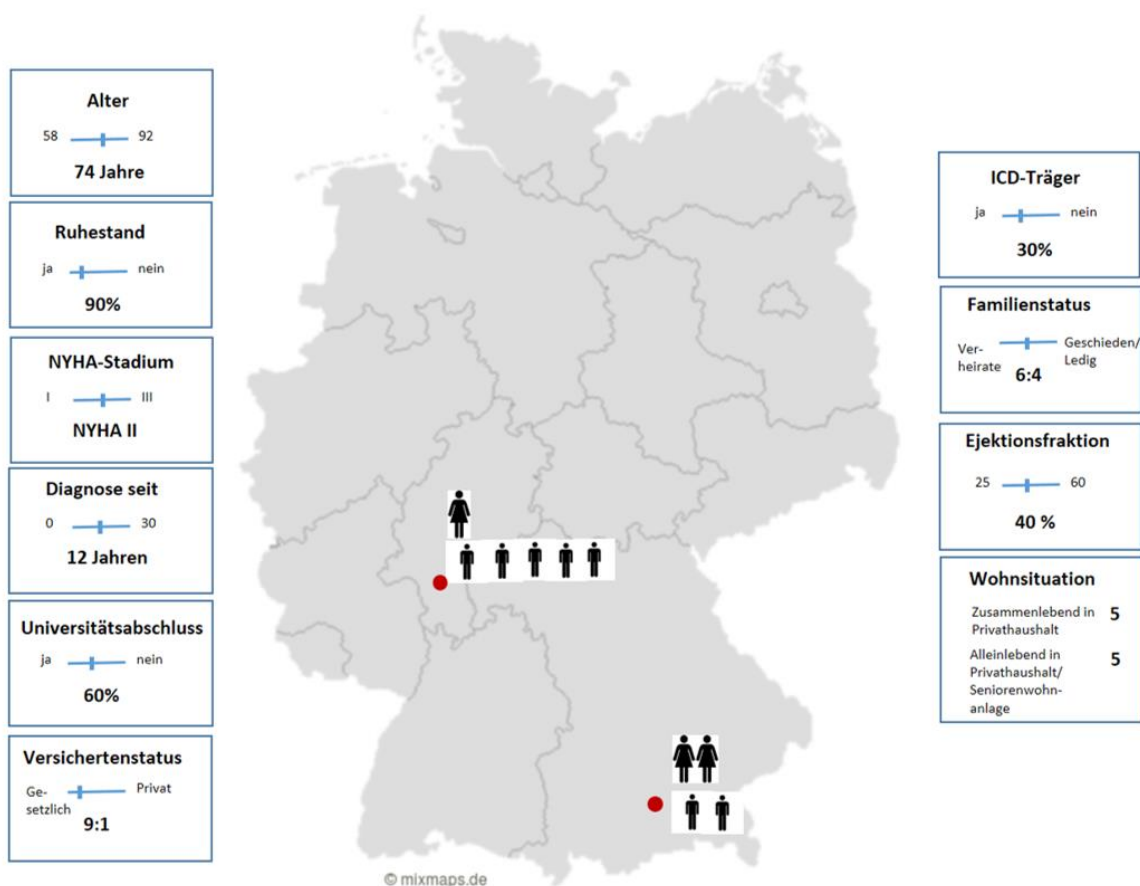 Alter
58 92
74 Jahre
Ruhestand
ja nein
90%
NYHA-Stadium
I III
NYHA II
Diagnose seit
0 30
12 Jahren
Universitätsabschluss
ja nein
60%
Versichertenstatus
Ge-
setzlich
Privat
9:1
ICD-Träger
ja nein
30%
Familienstatus
Ver-
heirate
Geschieden/
Ledig
6:4
Ejektionsfraktion
25 60
40 %
Wohnsituation
Zusammenlebend in
Privathaushalt
5
Alleinlebend in
Privathaushalt/
Seniorenwohn-
anlage
5
© mixmaps.de